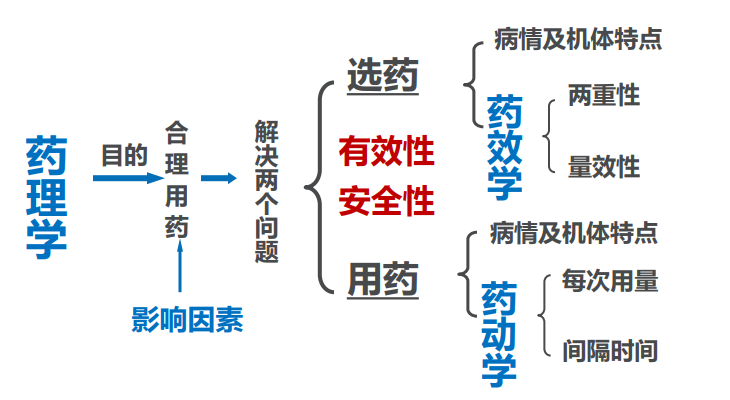 药理学
目的
合理用药
影响因素
解决两个问题
选药
有效性
安全性
用药
病情及机体特点
药效学
两重性
量效性
病情及机体特点
药动学
每次用量
间隔时间